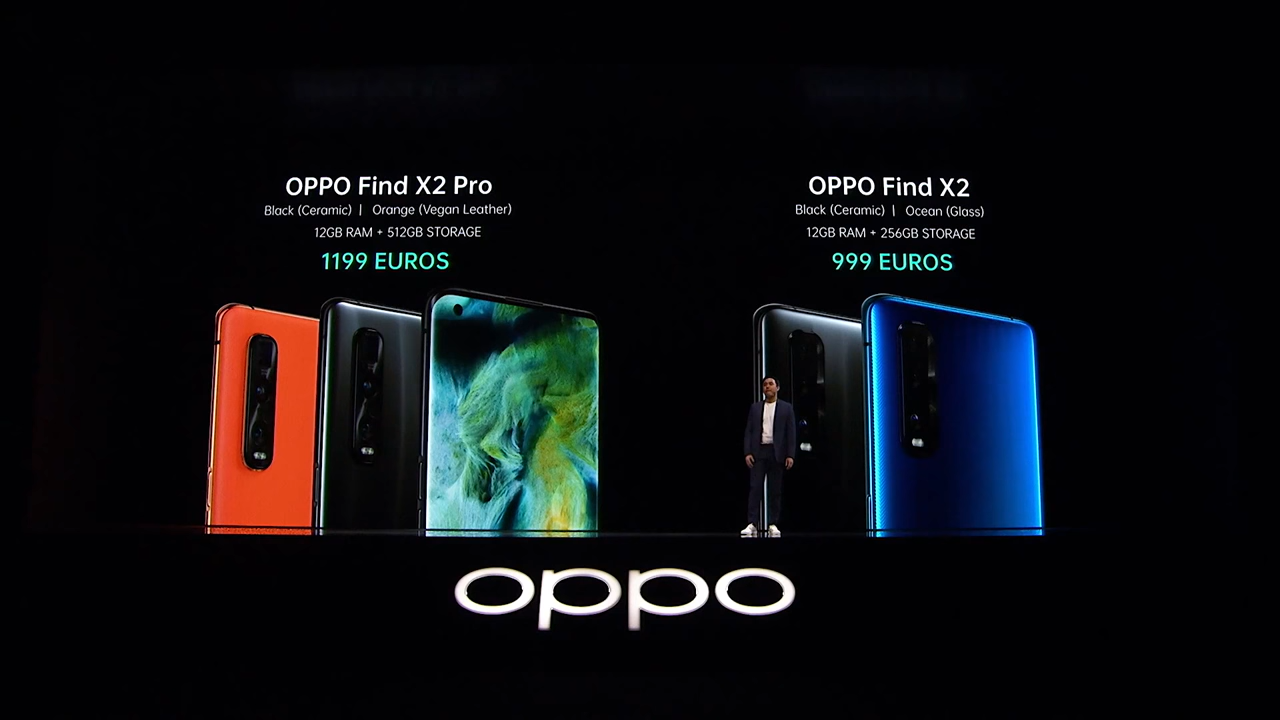 OPPO Find X2 Pro
Black (Ceramic) | Orange (Vegan Leather)
12GB RAM + 512GB STORAGE
1199 EUROS
OPPO Find X2
Black (Ceramic) | Ocean (Glass)
12GB RAM + 256GB STORAGE
999 EUROS
oppo